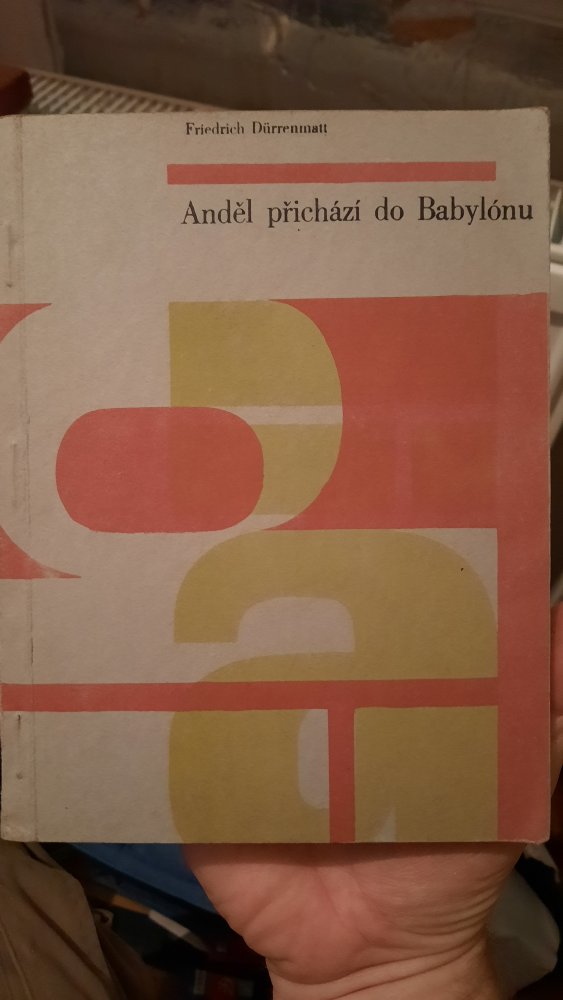 Friedrich Dürrenmatt
Anděl přichází do Babylónu